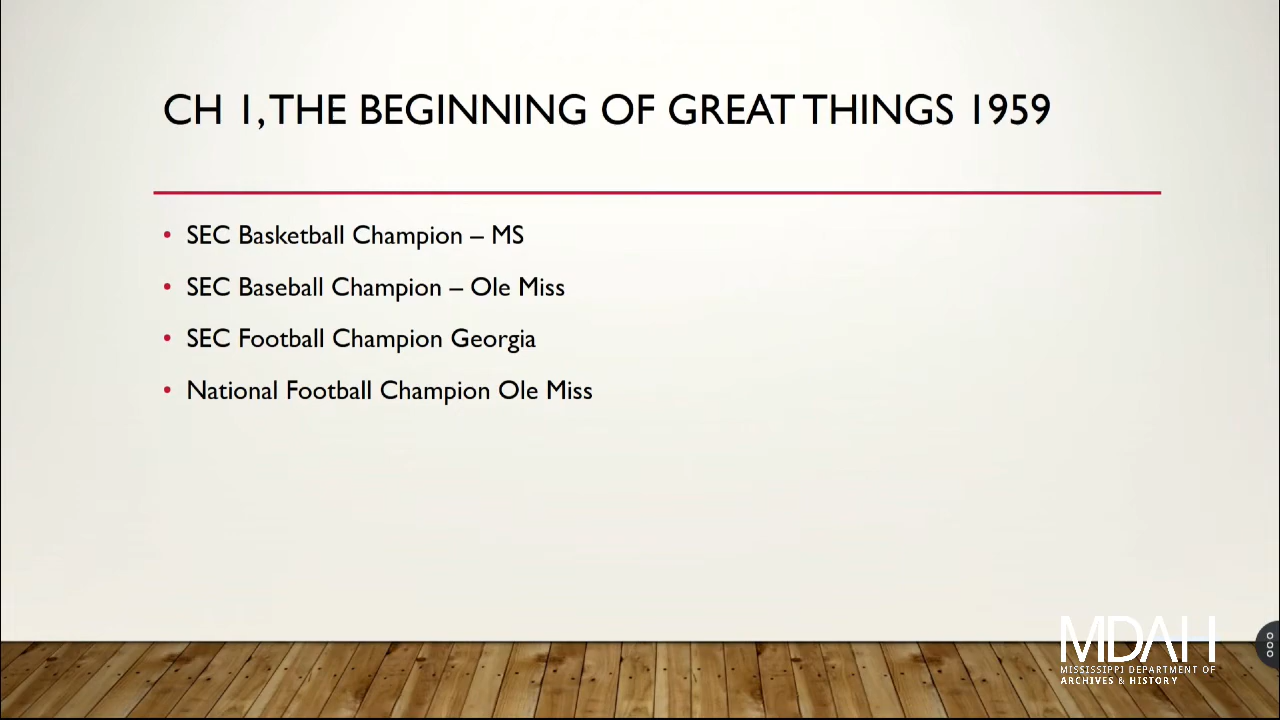 CH 1, THE BEGINNING OF GREAT THINGS 1959
• SEC Basketball Champion – MS
• SEC Baseball Champion – Ole Miss
• SEC Football Champion Georgia
• National Football Champion Ole Miss
MDAH
MISSISSIPPI DEPARTMENT OF
ARCHIVES & HISTORY